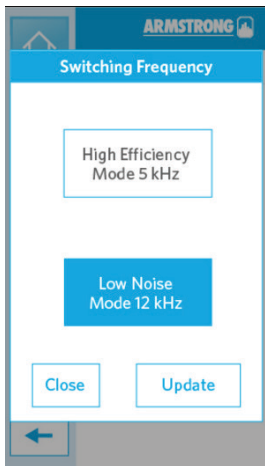 ARMSTRONG
Switching Frequency
High Efficiency
Mode 5 kHz
Low Noise
Mode 12 kHz
Close
Update